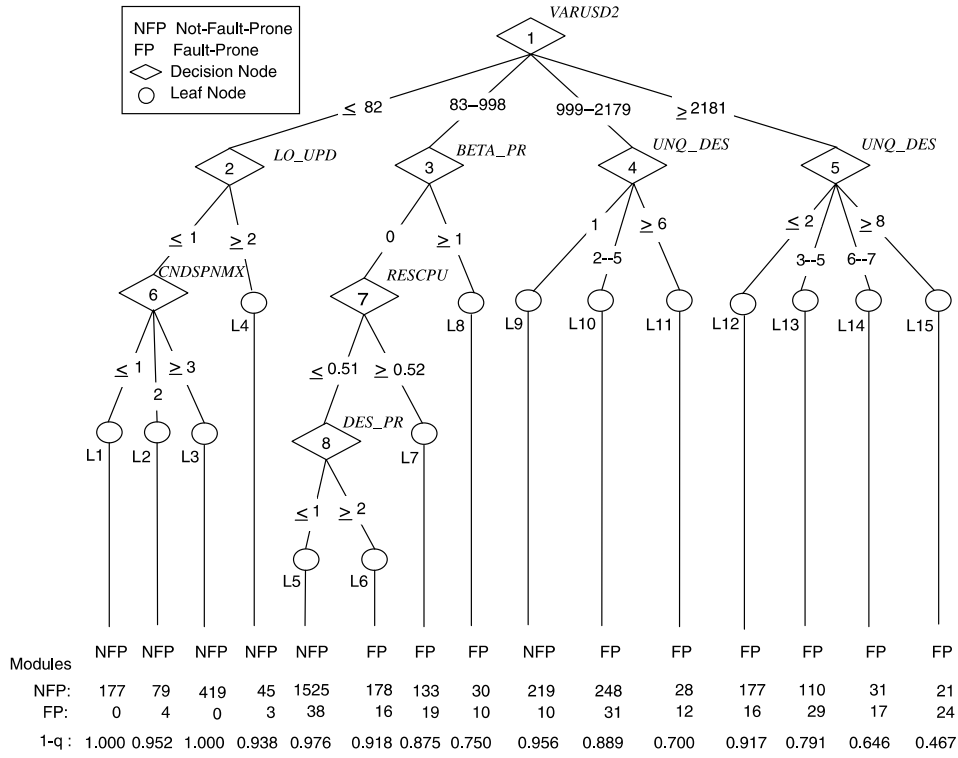 VARUSD2
NFP Not-Fault-Prone
FP Fault-Prone
Decision Node
Leaf Node
1
≤ 82
83–998
999–2179
≥2181
LO_UPD
BETA_PR
UNQ_DES
UNQ_DES
2
3
4
5
≤ 1
≥ 2
0
≥ 1
1
2--5
≥ 6
≤ 2
3--5
6--7
≥ 8
CNDSPNMX
RESCPU
6
7
L4
L8
L9
L10
L11
L12
L13
L14
L15
≤ 1
2
≥ 3
≤ 0.51
≥ 0.52
DES_PR
8
L1
L2
L3
L7
≤ 1
≥ 2
L5
L6
NFP NFP NFP NFP NFP FP FP FP NFP FP FP FP FP FP FP
Modules
NFP: 177 79 419 45 1525 178 133 30 219 248 28 177 110 31 21
FP: 0 4 0 3 38 16 19 10 10 31 12 16 29 17 24
1-q : 1.000 0.952 1.000 0.938 0.976 0.918 0.875 0.750 0.956 0.889 0.700 0.917 0.791 0.646 0.467